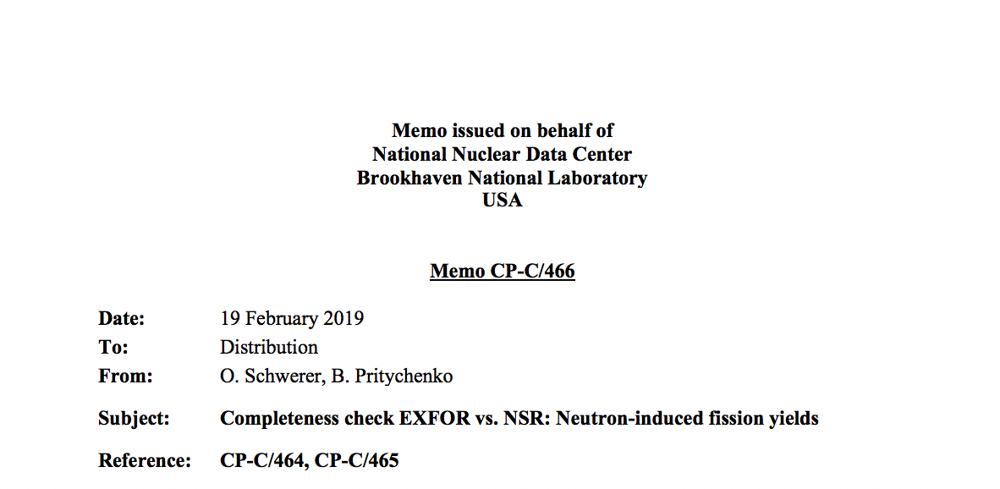 Memo issued on behalf of
National Nuclear Data Center
Brookhaven National Laboratory
USA
Memo CP-C/466
Date: 19 February 2019
To: Distribution
From: O. Schwerer, B. Pritychenko
Subject: Completeness check EXFOR vs. NSR: Neutron-induced fission yields
Reference: CP-C/464, CP-C/465